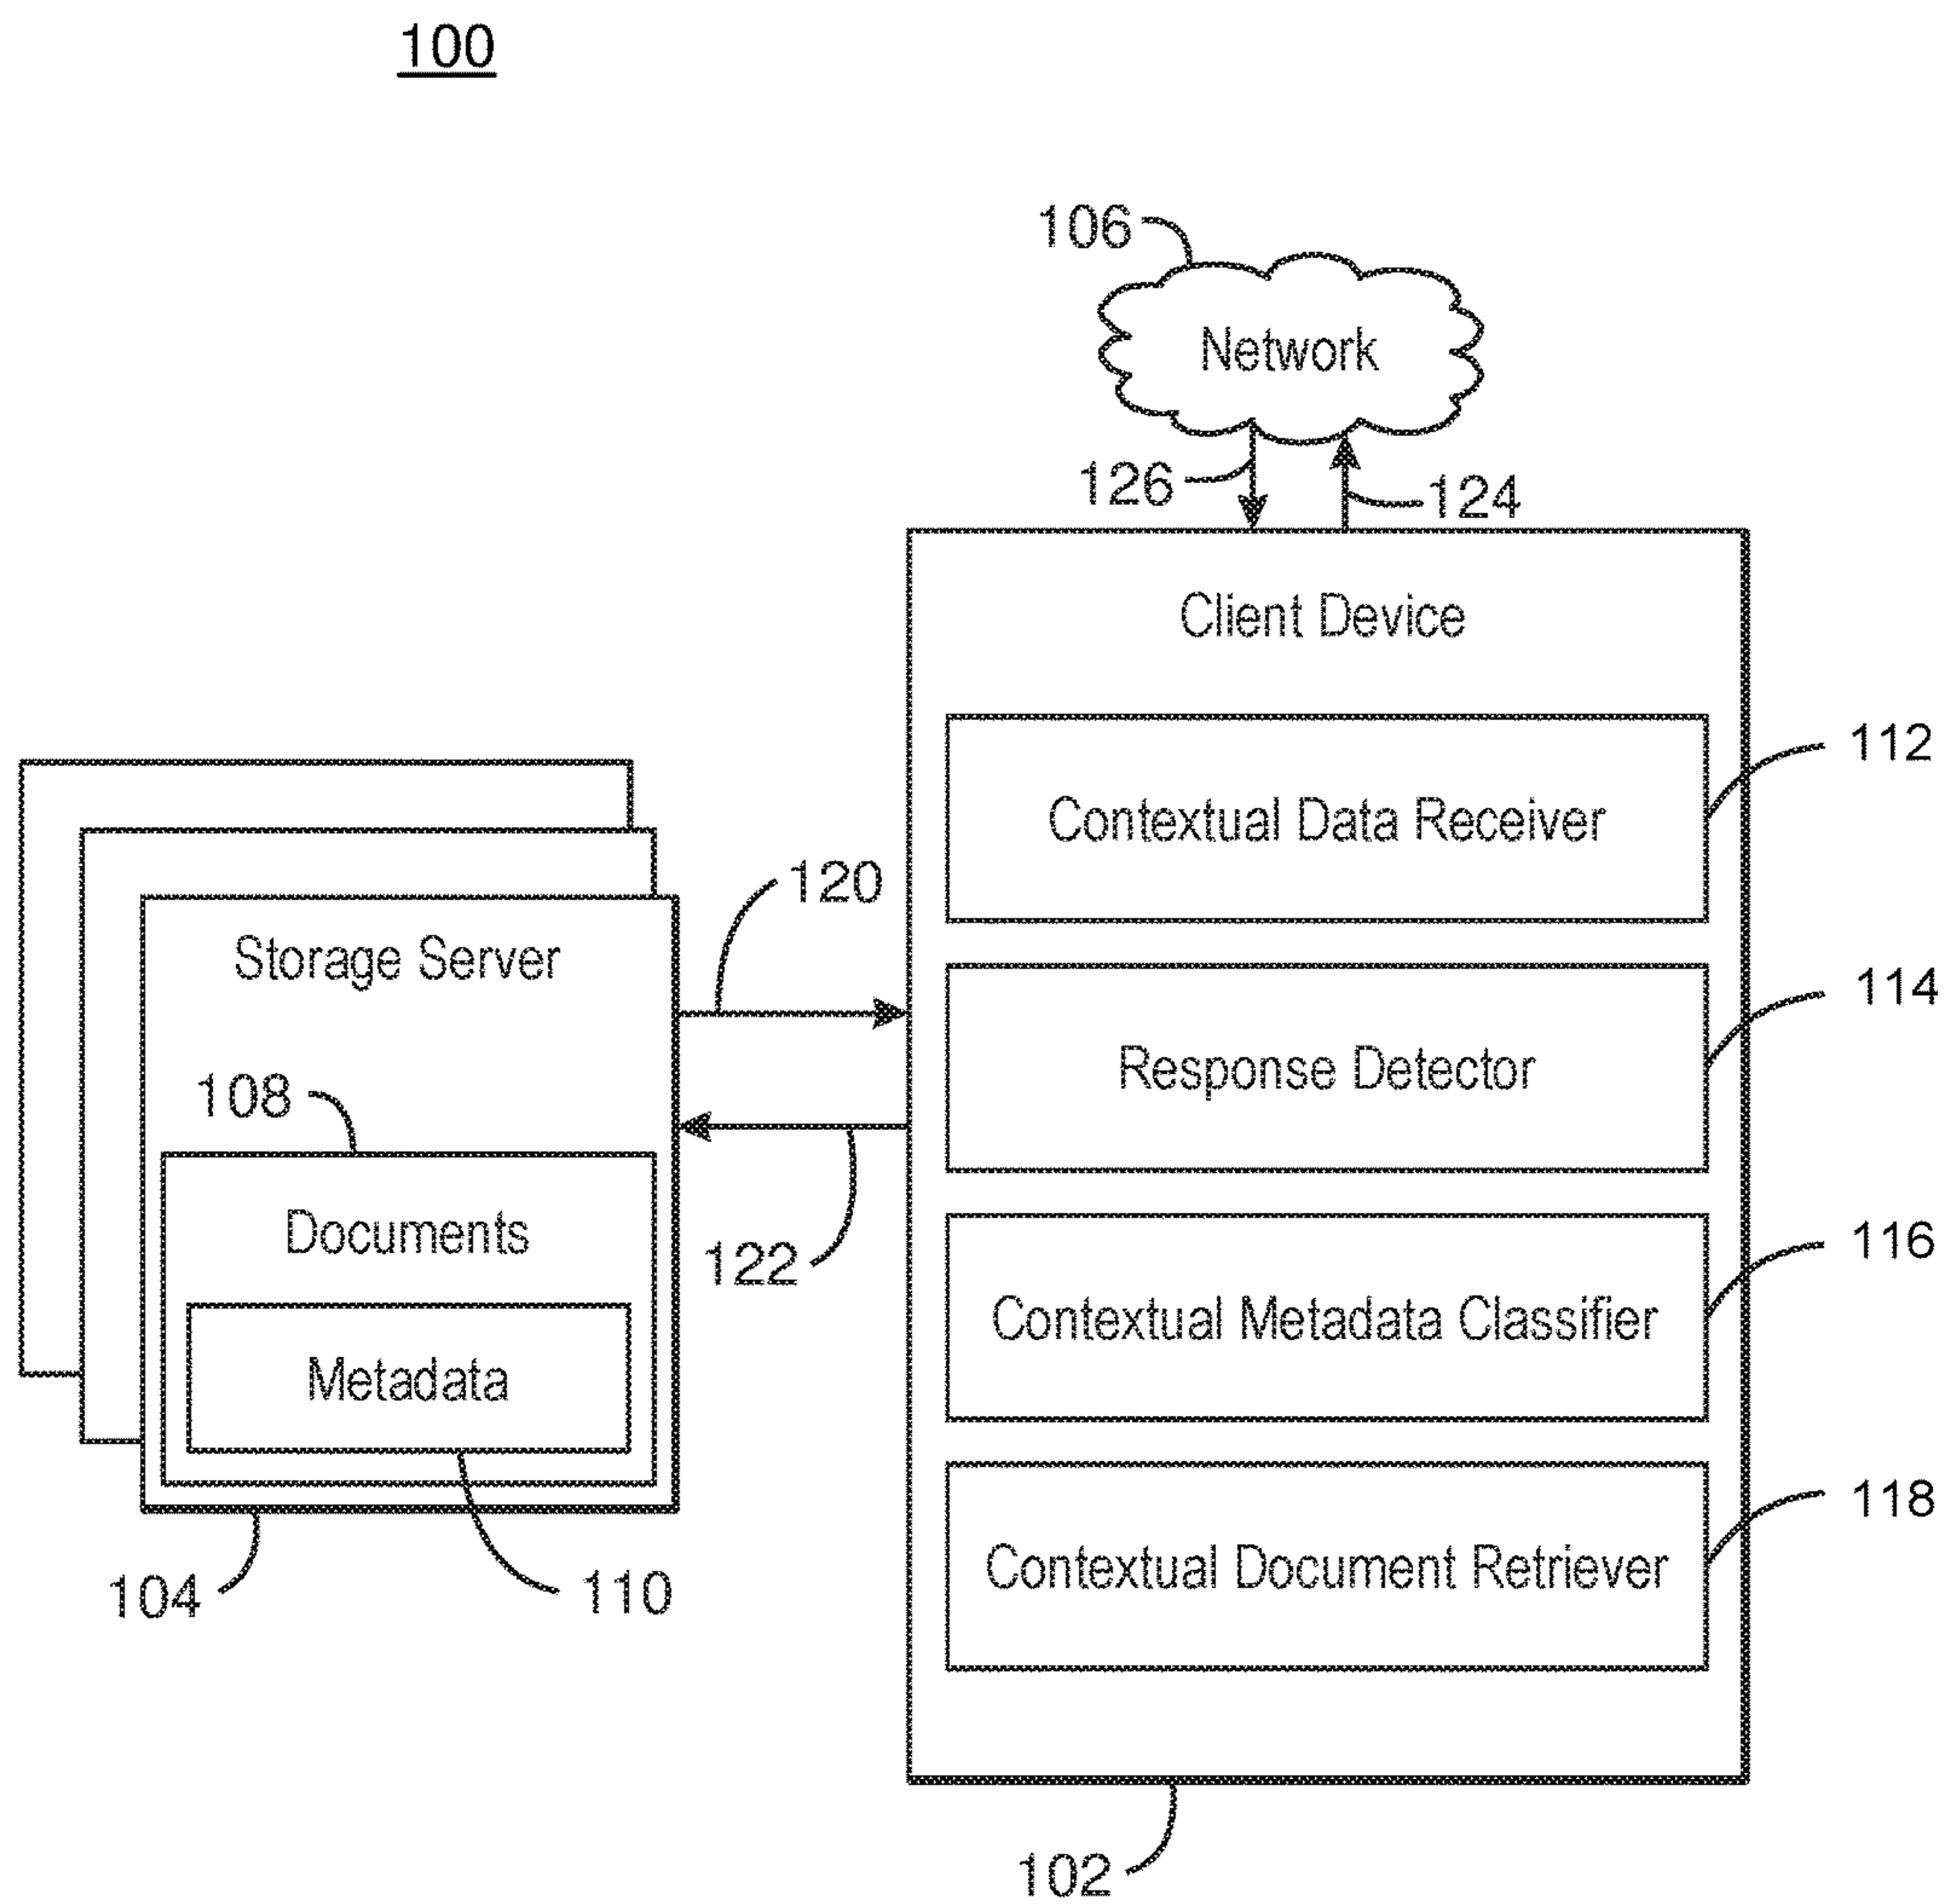 100
106
Network
126
124
Client Device
112
Contextual Data Receiver
120
Storage Server
114
Response Detector
108
Documents
122
116
Contextual Metadata Classifier
Metadata
118
Contextual Document Retriever
104
110
102